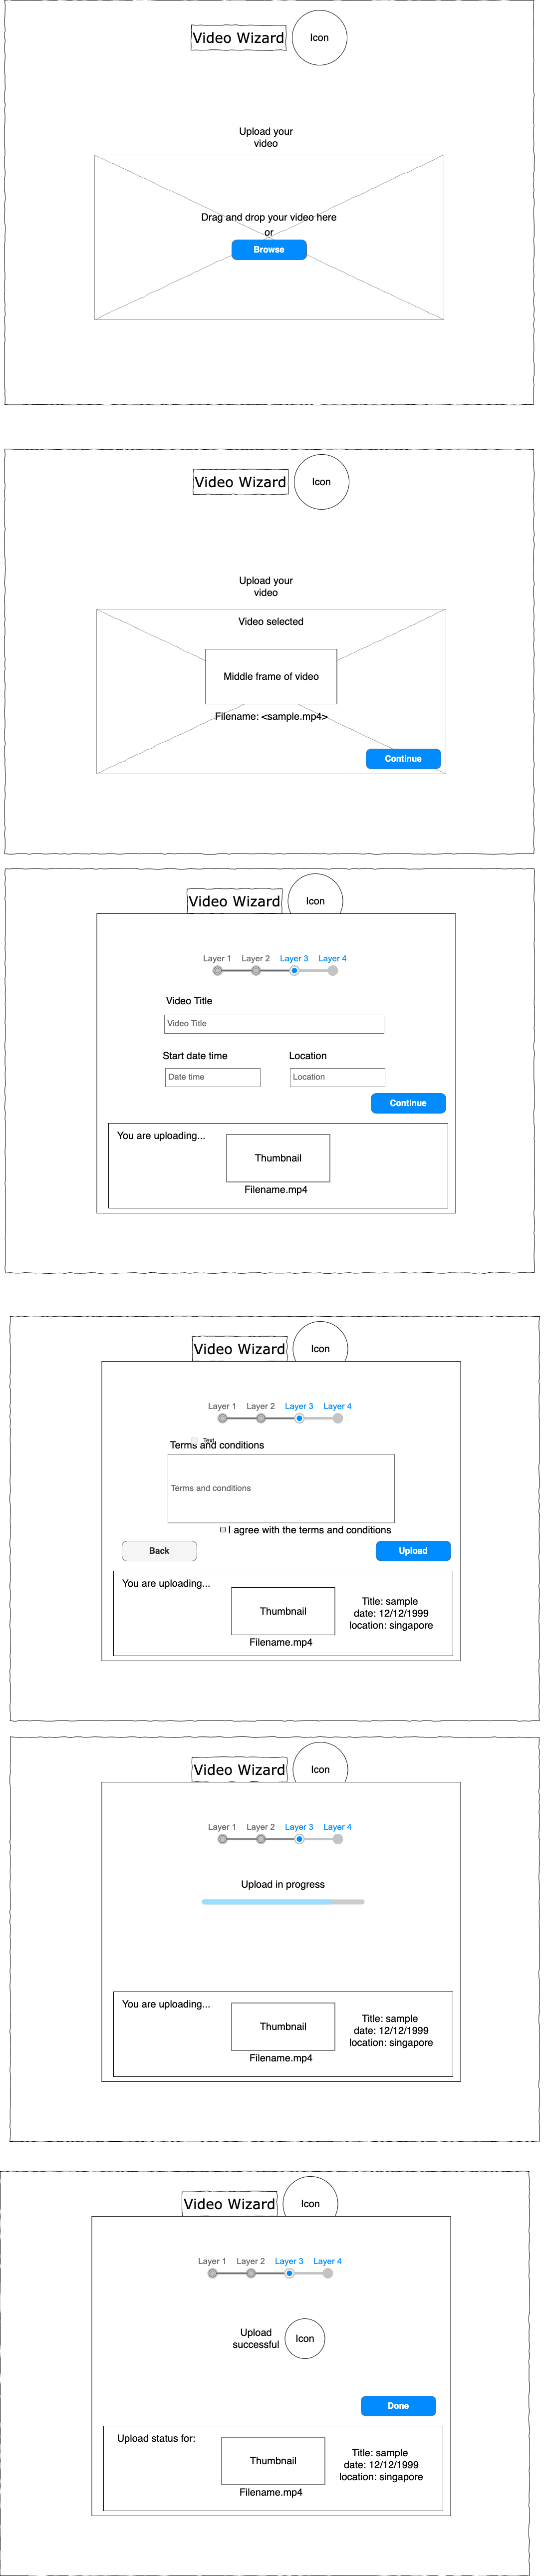 Video Wizard
Icon
Upload your
video
Drag and drop your video here
or
Browse
Video Wizard
Icon
Upload your
video
Video selected
Middle frame of video
Filename: <sample.mp4>
Continue
Video Wizard
Icon
Layer 1 Layer 2 Layer 3 Layer 4
Video Title
Video Title
Start date time Location
Date time Location
Continue
You are uploading...
Thumbnail
Filename.mp4
Video Wizard
Icon
Layer 1 Layer 2 Layer 3 Layer 4
Text
Terms and conditions
Terms and conditions
I agree with the terms and conditions
Back Upload
You are uploading...
Thumbnail
Filename.mp4
Title: sample
date: 12/12/1999
location: singapore
Video Wizard
Icon
Layer 1 Layer 2 Layer 3 Layer 4
Upload in progress
You are uploading...
Thumbnail
Filename.mp4
Title: sample
date: 12/12/1999
location: singapore
Video Wizard
Icon
Layer 1 Layer 2 Layer 3 Layer 4
Upload
successful
Icon
Done
Upload status for:
Thumbnail
Filename.mp4
Title: sample
date: 12/12/1999
location: singapore